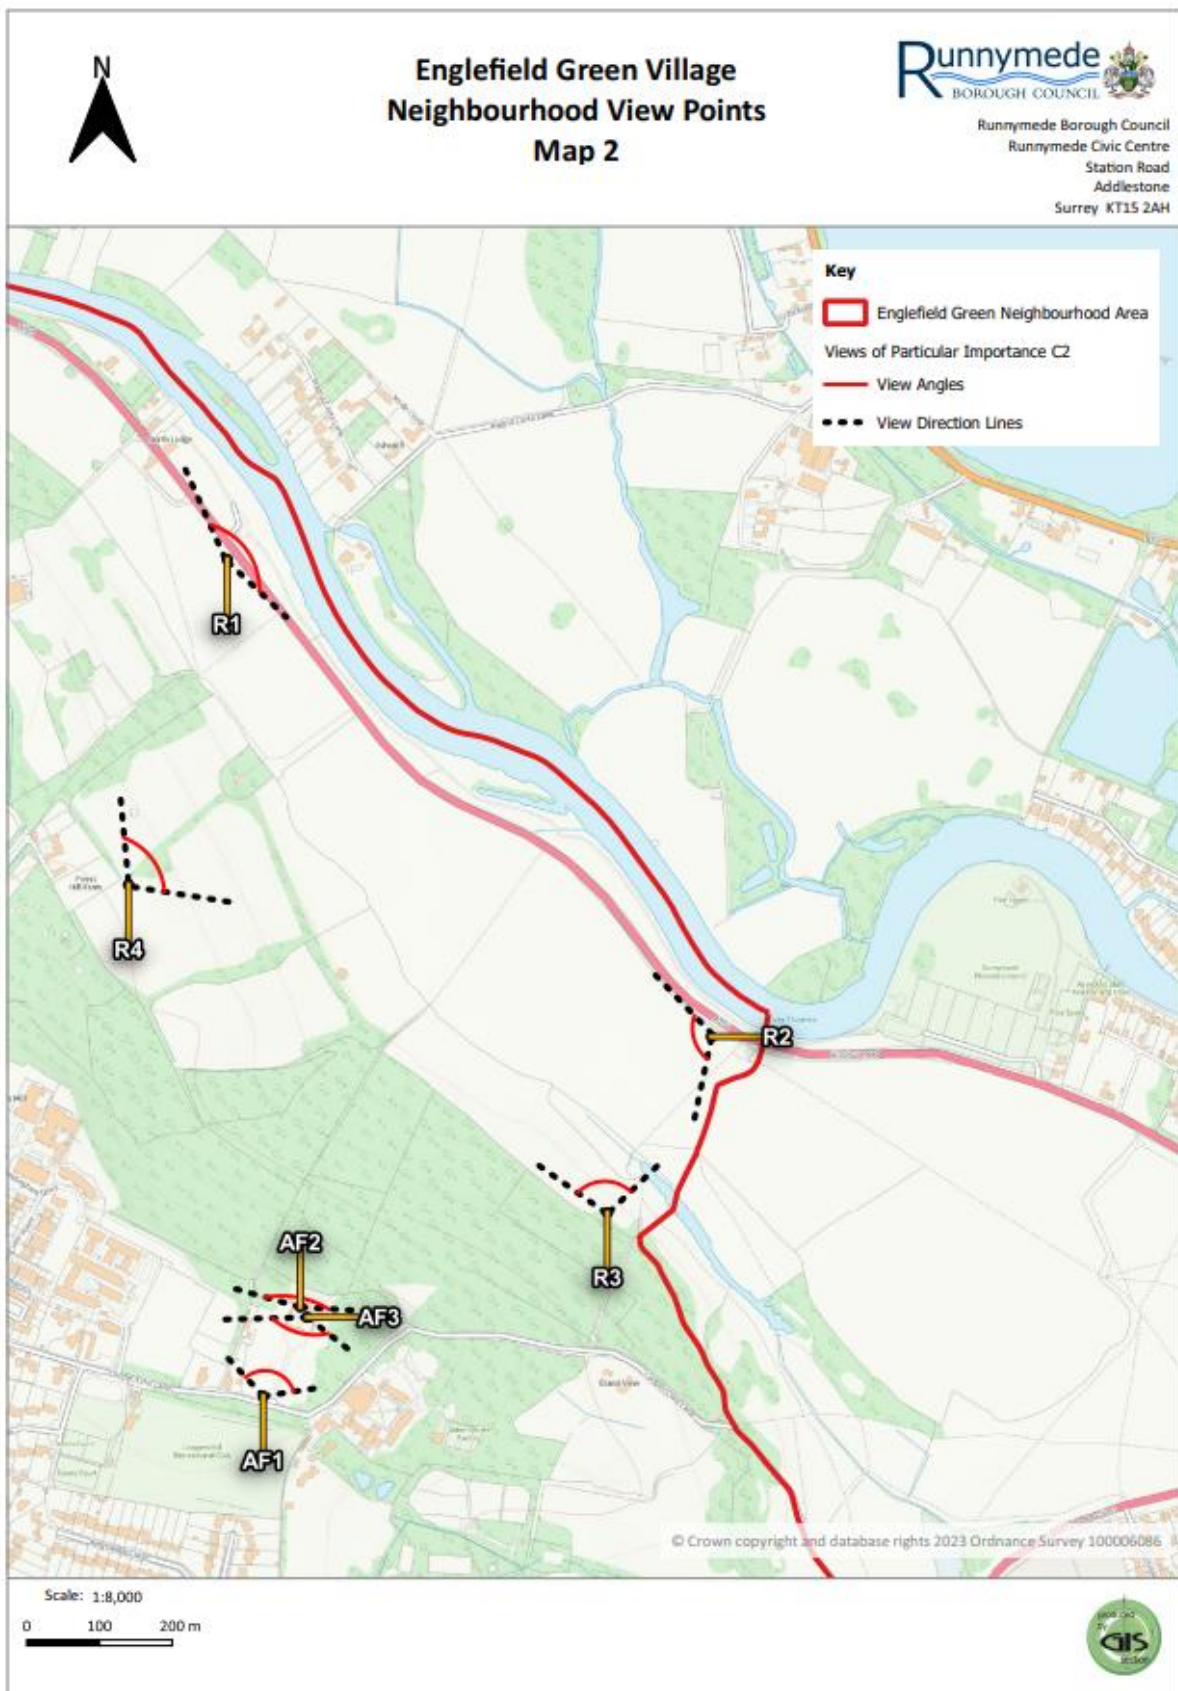 N
Englefield Green Village
Neighbourhood View Points
Map 2
Runnymede
BOROUGH COUNCIL
Runnymede Borough Council
Runnymede Civic Centre
Station Road
Addlestone
Surrey KT15 2AH
Key
Englefield Green Neighbourhood Area
Views of Particular Importance C2
View Angles
View Direction Lines
R1
R4
R2
R3
AF2
AF3
AF1
© Crown copyright and database rights 2023 Ordnance Survey 100006086
Scale: 1:8,000
0 100 200 m
produced
by
GIS
section